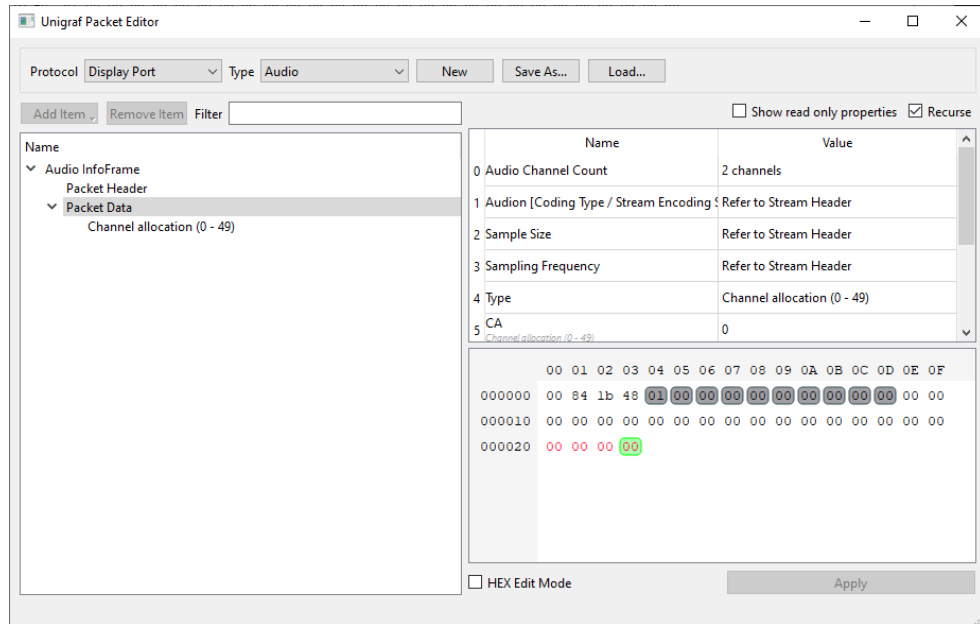 Unigraf Packet Editor
Protocol Display Port Type Audio New Save As... Load...
Add Item Remove Item Filter
Show read only properties Recurse
Name
Audio InfoFrame
Packet Header
Packet Data
Channel allocation (0 - 49)
Name Value
0 Audio Channel Count 2 channels
1 Audion [Coding Type / Stream Encoding S Refer to Stream Header
2 Sample Size Refer to Stream Header
3 Sampling Frequency Refer to Stream Header
4 Type Channel allocation (0 - 49)
5 CA 0
Channel allocation (0 - 49)
00 01 02 03 04 05 06 07 08 09 0A 0B 0C 0D 0E 0F
000000 00 84 1b 48 01 00 00 00 00 00 00 00 00 00 00 00
000010 00 00 00 00 00 00 00 00 00 00 00 00 00 00 00 00
000020 00 00 00 00
HEX Edit Mode Apply